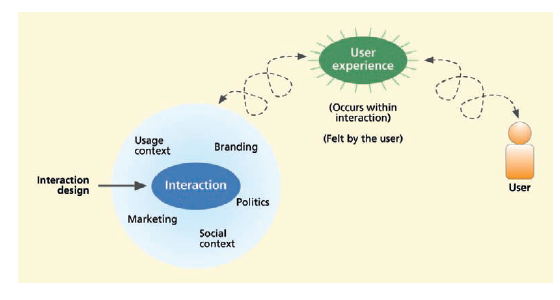 User
experience
(Occurs within
interaction)
(Felt by the user)
Usage
context
Branding
Interaction
design
Interaction
Politics
Marketing
Social
context
User